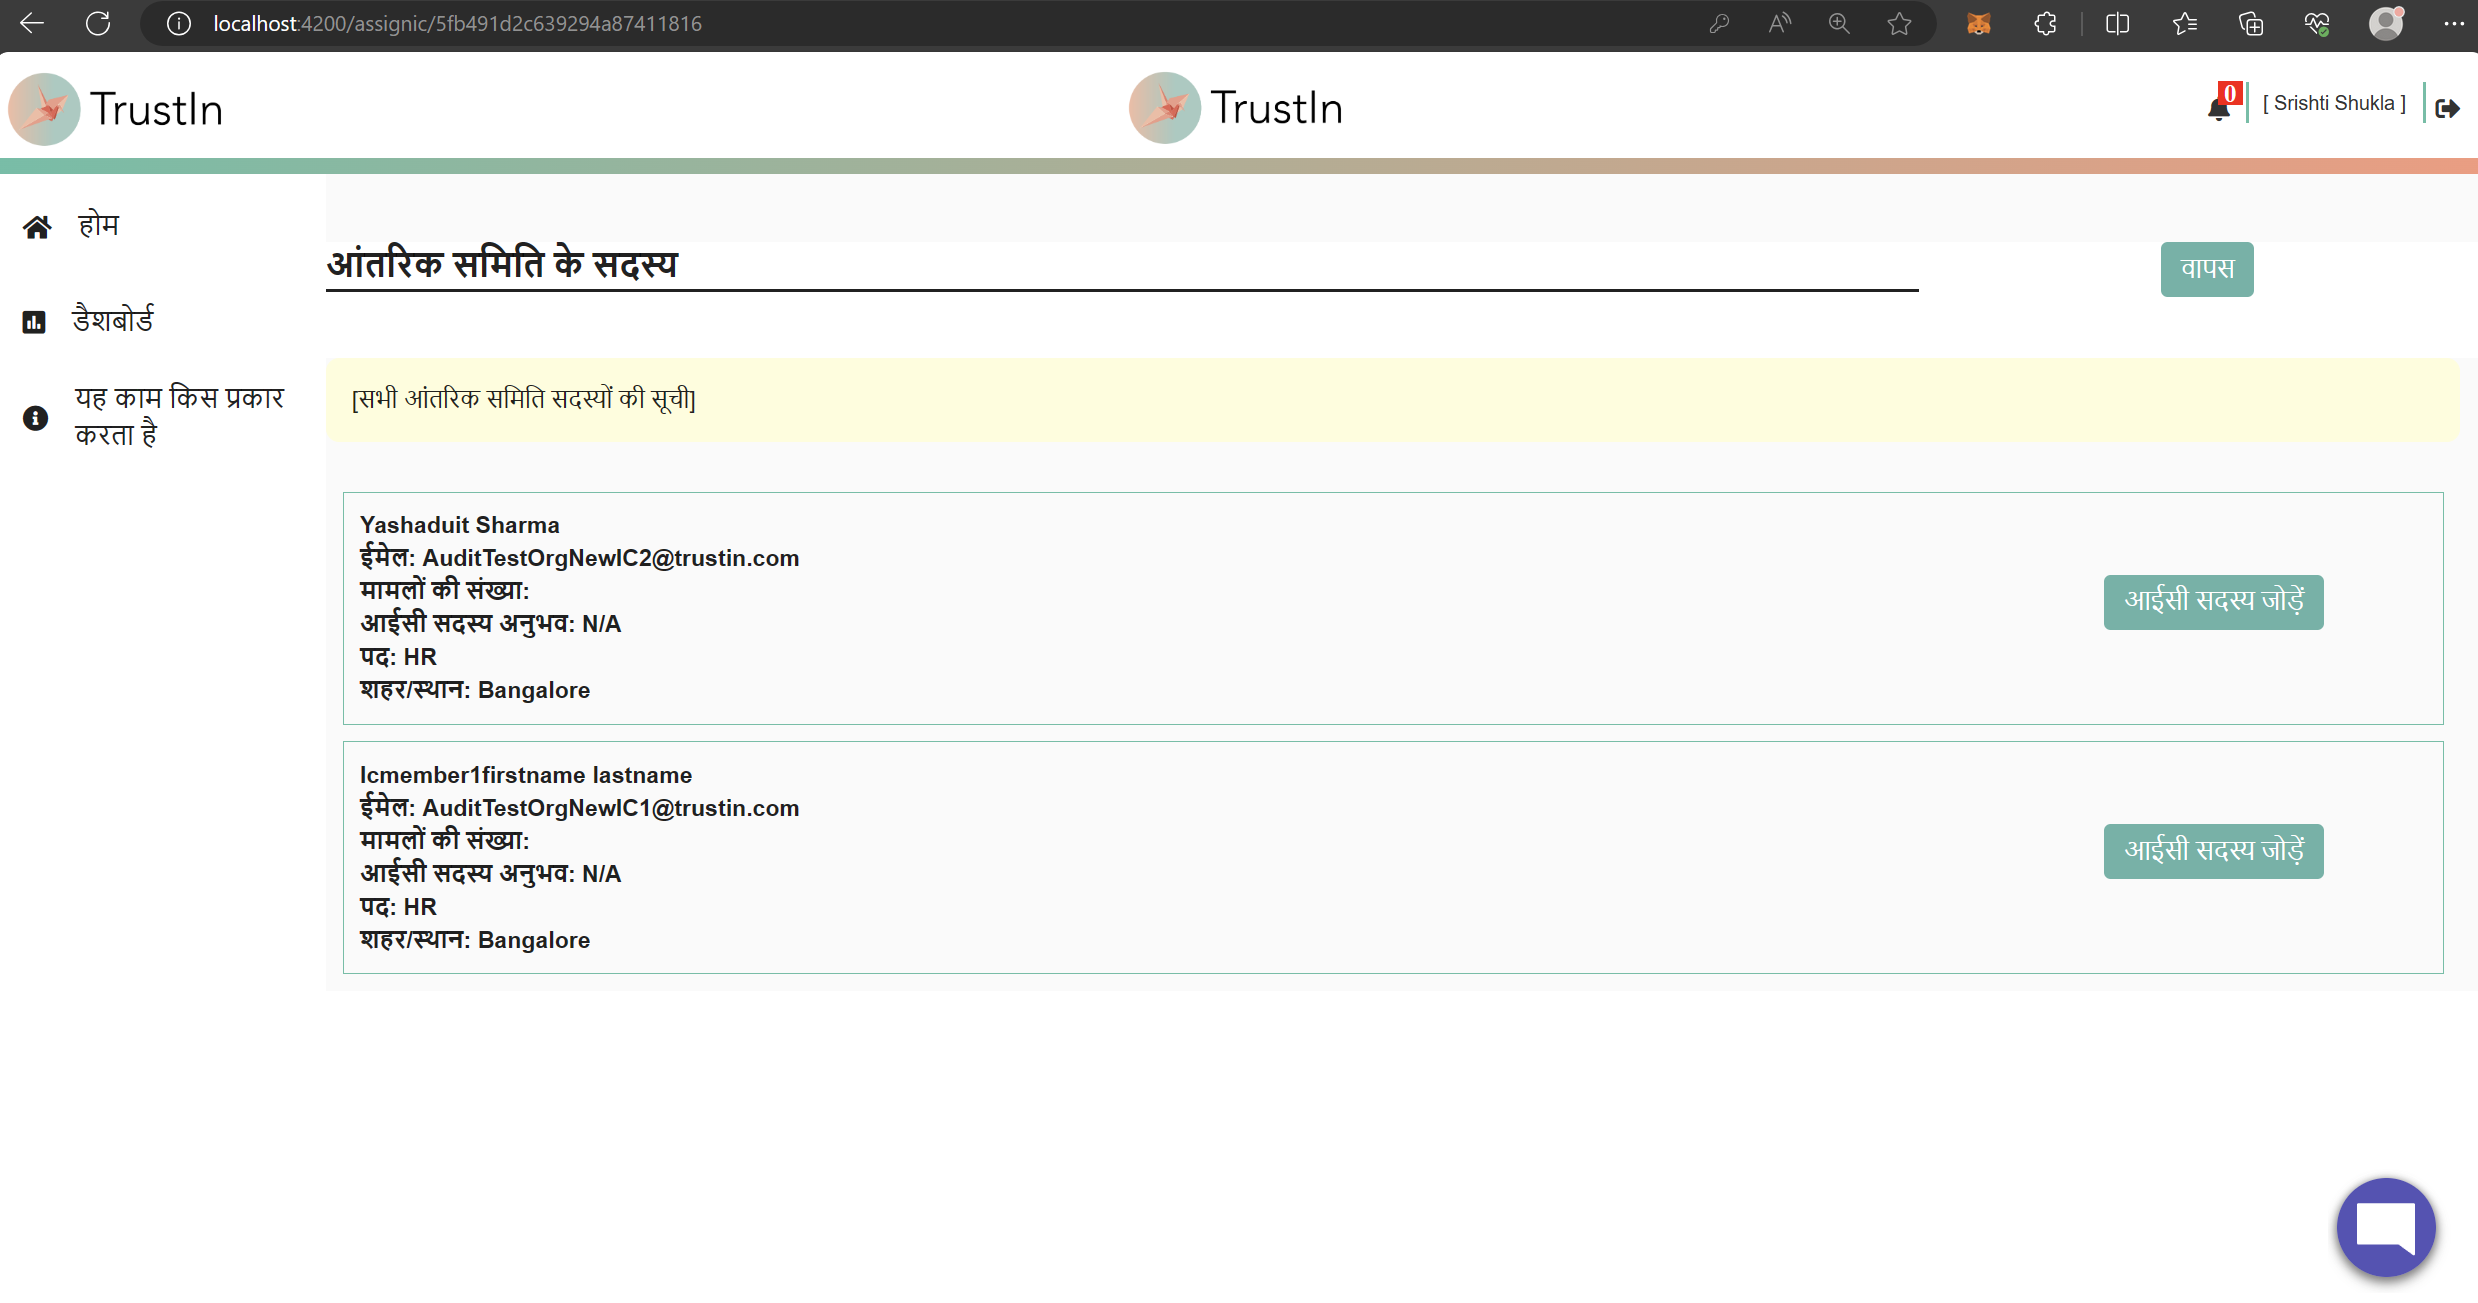 localhost:4200/assignic/5fb491d2c639294a87411816
TrustIn
TrustIn
0
[ Srishti Shukla ]
होम
डैशबोर्ड
यह काम किस प्रकार
करता है
आंतरिक समिति के सदस्य
वापस
[सभी आंतरिक समिति सदस्यों की सूची]
Yashaduit Sharma
ईमेल: AuditTestOrgNewIC2@trustin.com
मामलों की संख्या:
आईसी सदस्य अनुभव: N/A
पद: HR
शहर/स्थान: Bangalore
आईसी सदस्य जोड़ें
Icmember1firstname lastname
ईमेल: AuditTestOrgNewIC1@trustin.com
मामलों की संख्या:
आईसी सदस्य अनुभव: N/A
पद: HR
शहर/स्थान: Bangalore
आईसी सदस्य जोड़ें